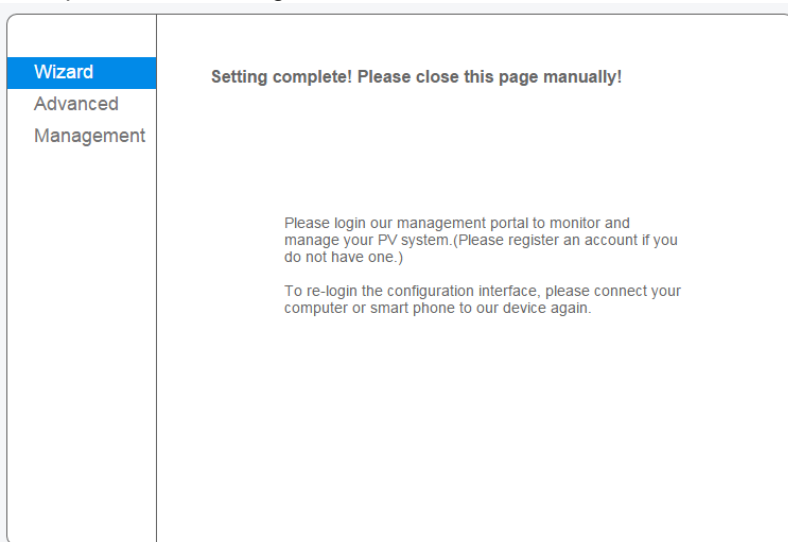 Wizard
Advanced
Management
Setting complete! Please close this page manually!
Please login our management portal to monitor and
manage your PV system.(Please register an account if you
do not have one.)
To re-login the configuration interface, please connect your
computer or smart phone to our device again.